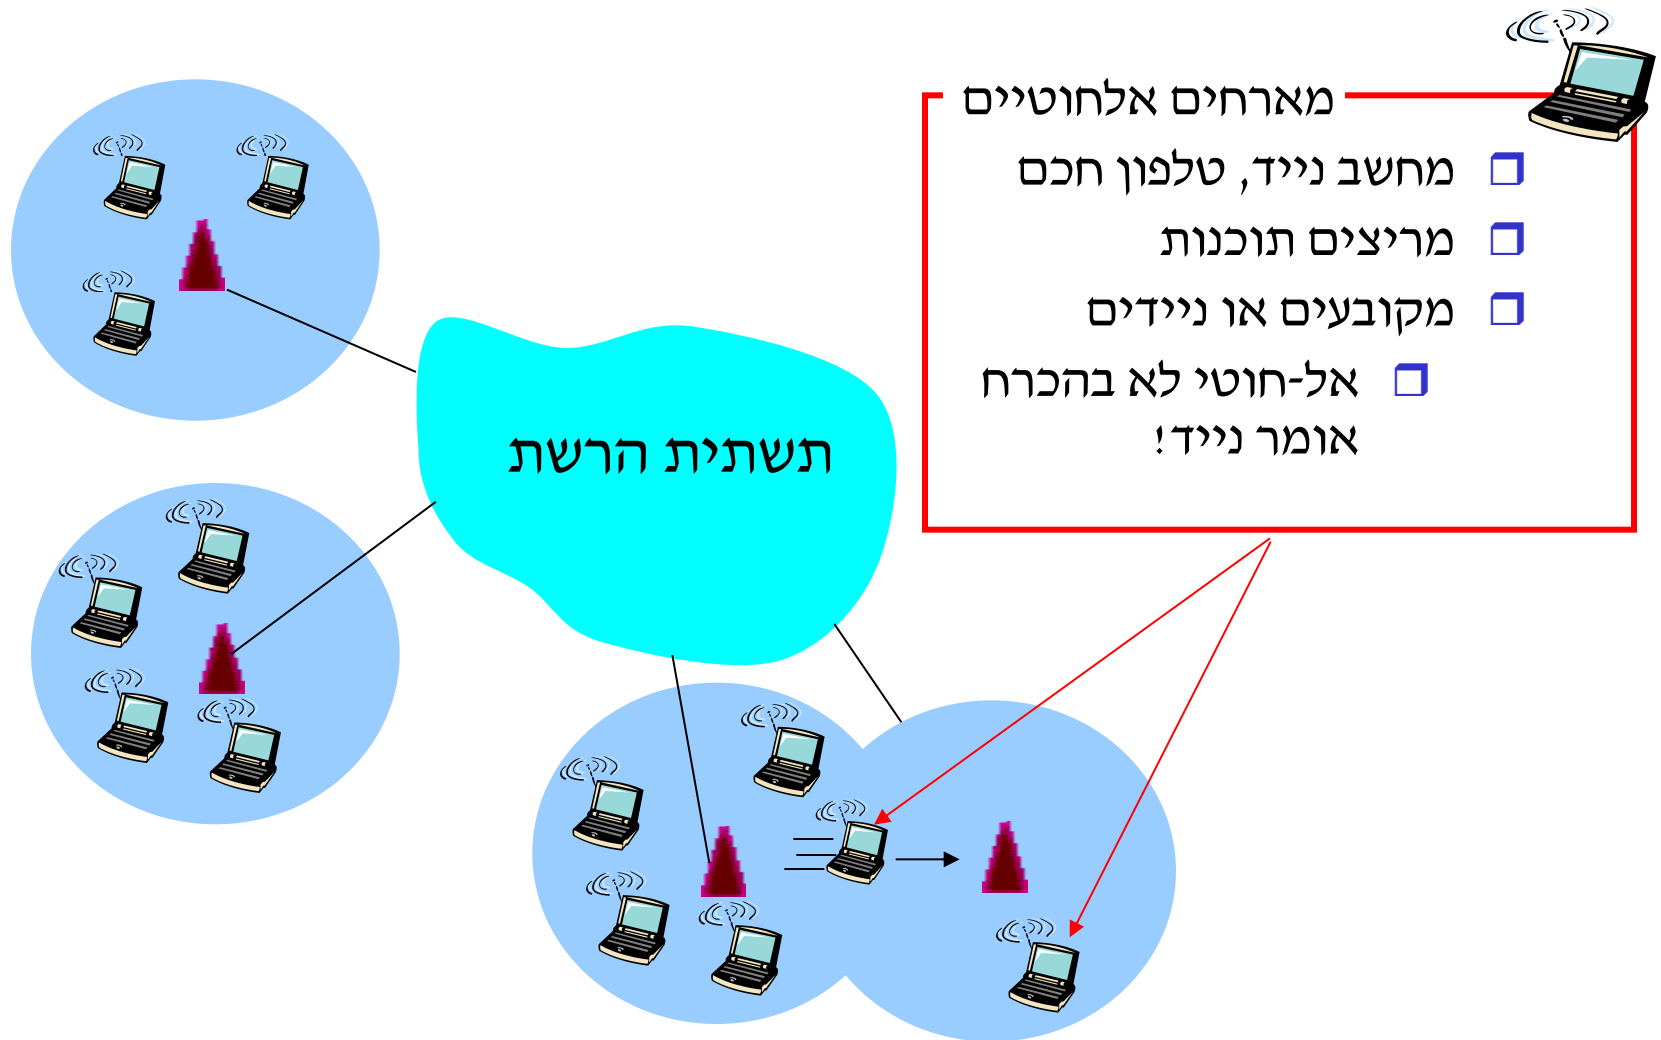 מארחים אלחוטיים
מחשב נייד, טלפון חכם
מריצים תוכנות
מקובעים או ניידים
אל-חוטי לא בהכרח
אומר נייד!
תשתית הרשת